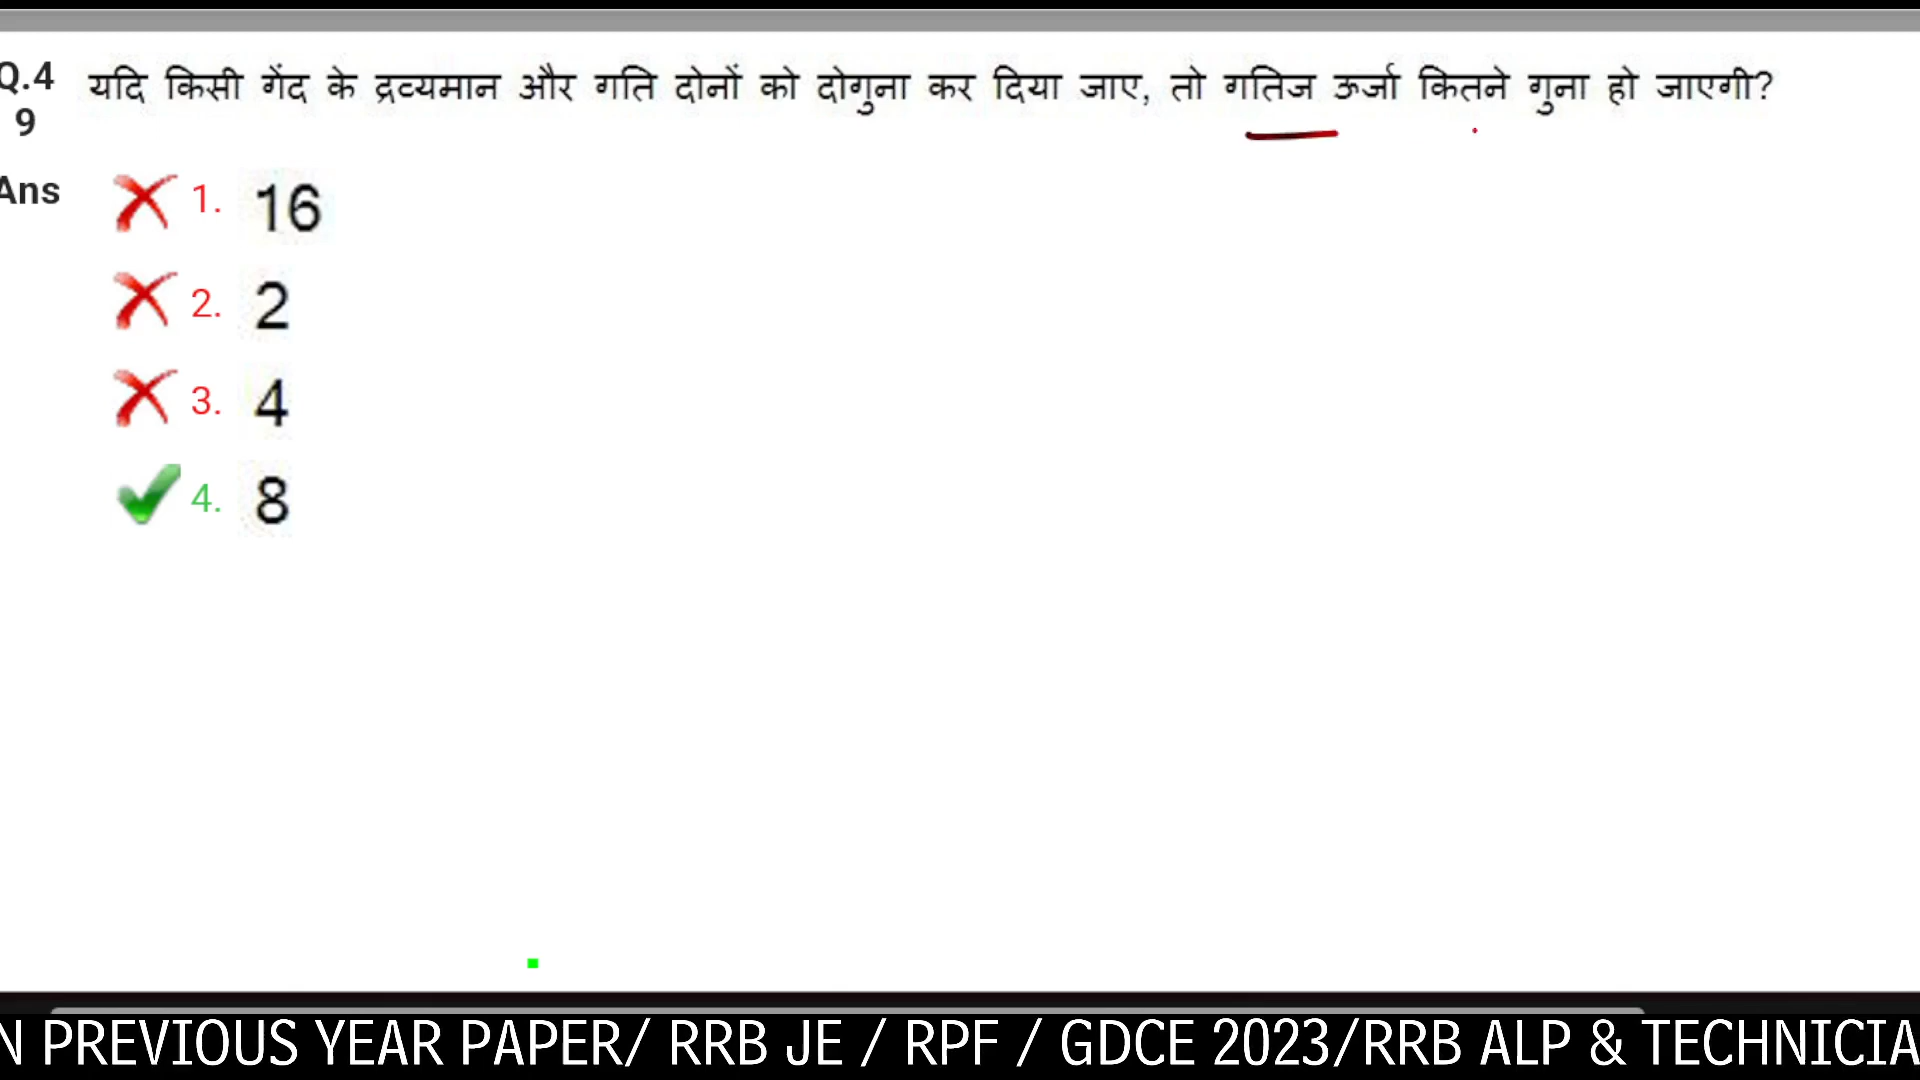 Q.4 यदि किसी गेंद के द्रव्यमान और गति दोनों को दोगुना कर दिया जाए, तो गतिज ऊर्जा कितने गुना हो जाएगी?
9
Ans 1. 16
2. 2
3. 4
4. 8
N PREVIOUS YEAR PAPER/ RRB JE / RPF / GDCE 2023/RRB ALP & TECHNICIA